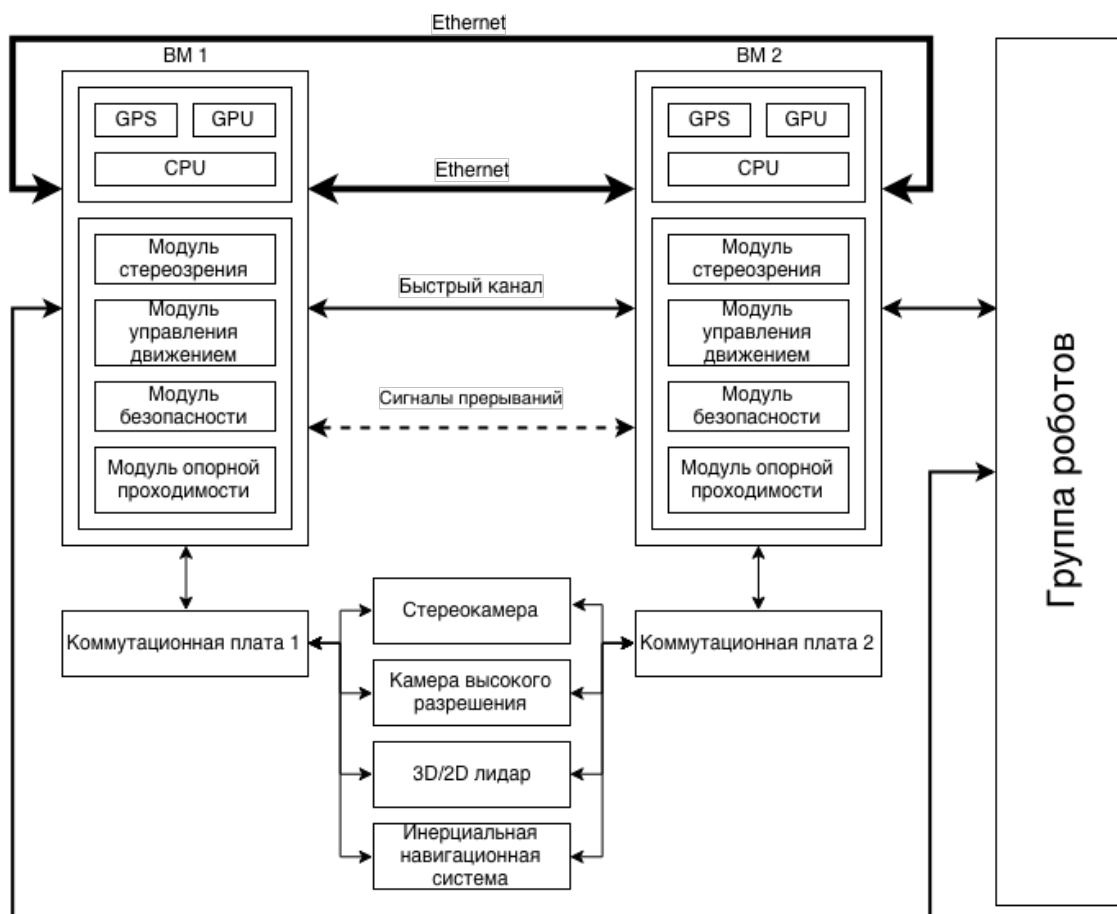 Ethernet
ВМ 1
ВМ 2
GPS
GPU
CPU
GPS
GPU
CPU
Ethernet
Модуль
стереозрения
Модуль
управления
движением
Модуль
безопасности
Модуль опорной
проходимости
Быстрый канал
Сигналы прерываний
Модуль
стереозрения
Модуль
управления
движением
Модуль
безопасности
Модуль опорной
проходимости
Группа роботов
Коммутационная плата 1
Стереокамера
Камера высокого
разрешения
3D/2D лидар
Инерциальная
навигационная
система
Коммутационная плата 2